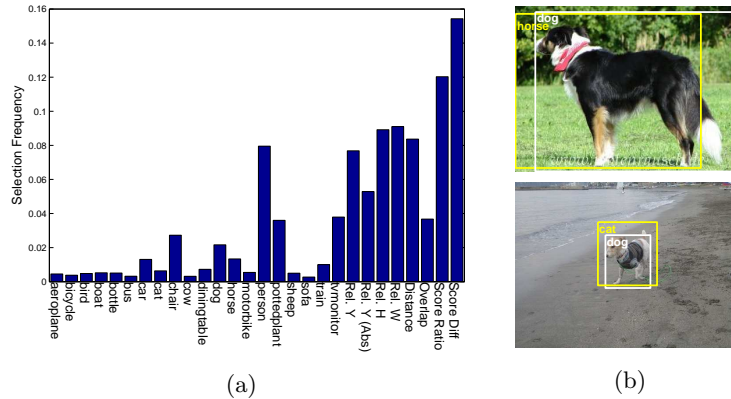 0.16
0.14
0.12
0.1
0.08
0.06
0.04
0.02
0
Selection Frequency
aeroplane
bicycle
bird
boat
bottle
bus
car
cat
chair
cow
diningtable
dog
horse
motorbike
person
pottedplant
sheep
sofa
train
tvmonitor
Rel. Y
Rel. Y (Abs)
Rel. H
Rel. W
Distance
Overlap
Score Ratio
Score Diff
(a)
dog
horse
cat
dog
(b)